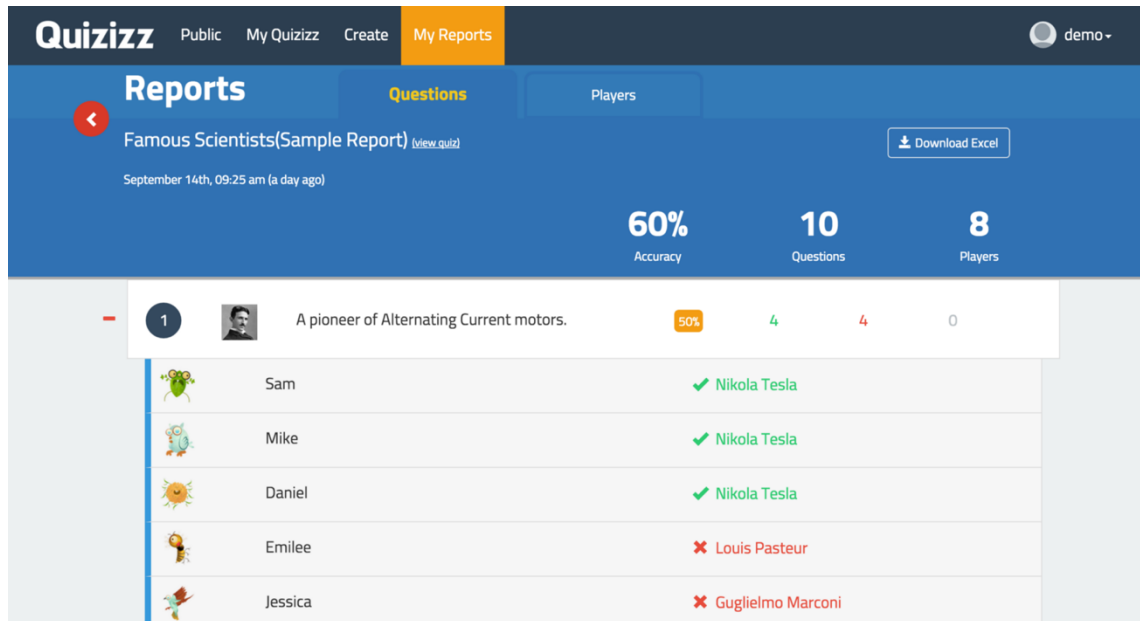 Quizizz Public My Quizizz Create My Reports demo
Reports Questions Players
Famous Scientists(Sample Report) (view quiz) Download Excel
September 14th, 09:25 am (a day ago)
60% 10 8
Accuracy Questions Players
1 A pioneer of Alternating Current motors. 50% 4 4 0
Sam Nikola Tesla
Mike Nikola Tesla
Daniel Nikola Tesla
Emilee Louis Pasteur
Jessica Guglielmo Marconi